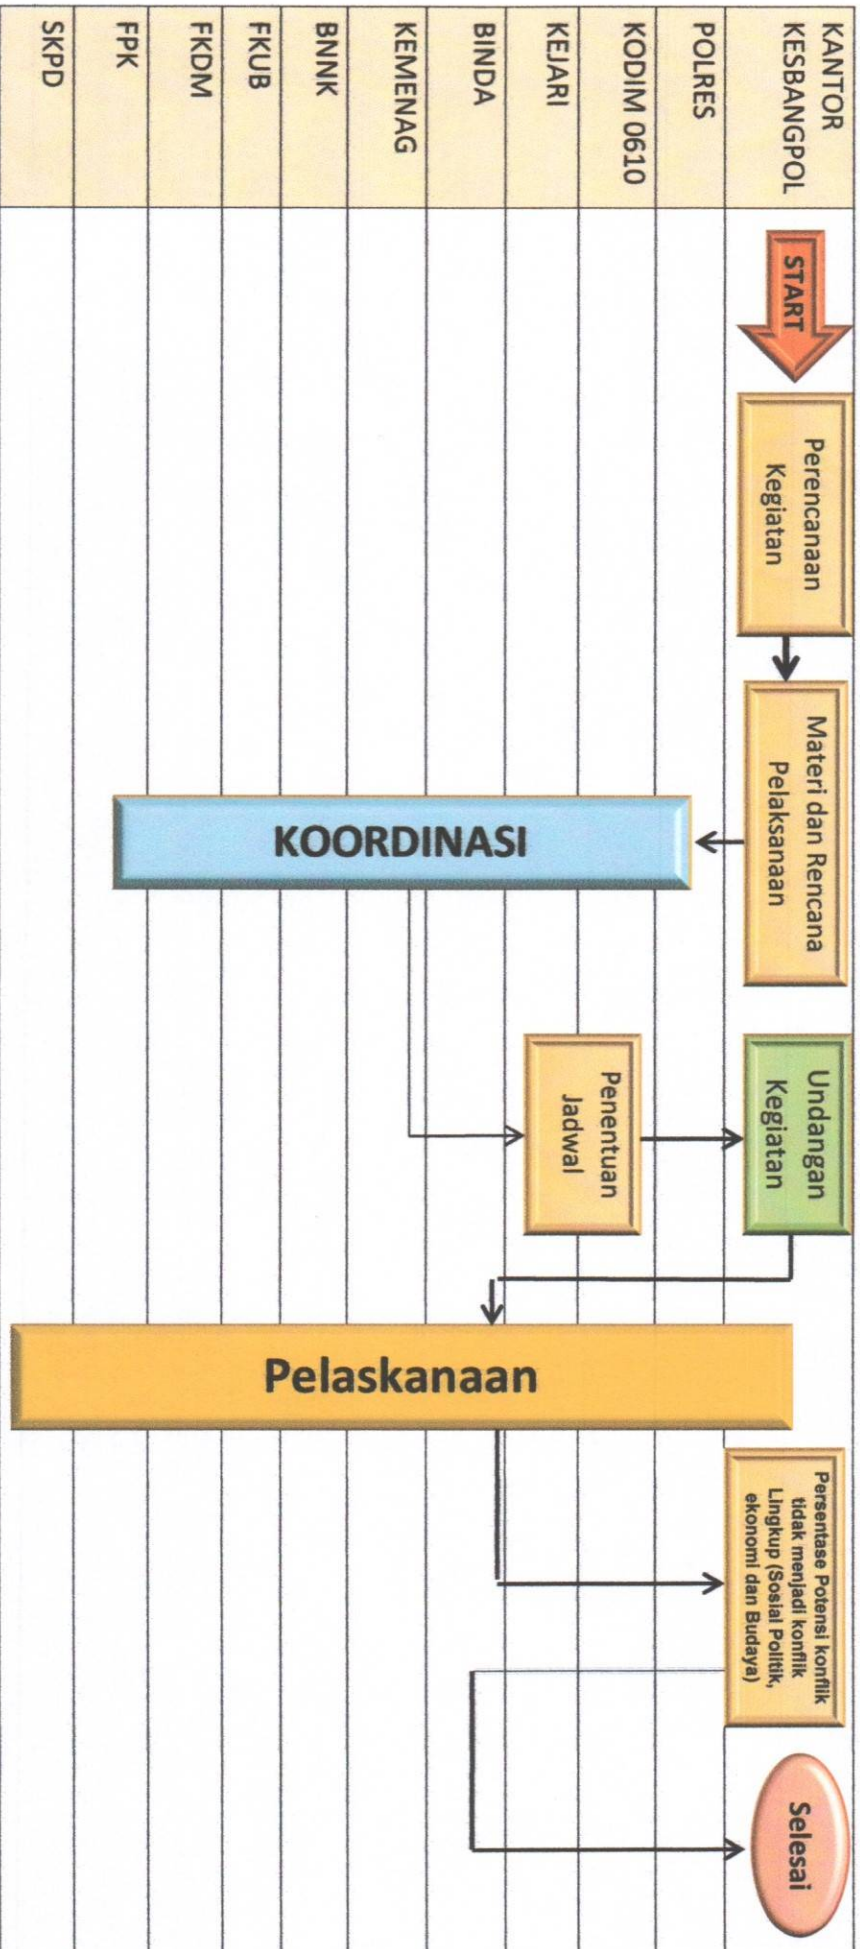 KANTOR
KESBANGPOL
POLRES
KODIM 0610
KEJARI
BINDA
KEMENAG
BNNK
FKUB
FKDM
FPK
SKPD
START
Perencanaan
Kegiatan
Materi dan Rencana
Pelaksanaan
KOORDINASI
Penentuan
Jadwal
Undangan
Kegiatan
Pelaskanaan
Persentase Potensi konflik
tidak menjadi konflik
Lingkup (Sosial Politik,
ekonomi dan Budaya)
Selesai